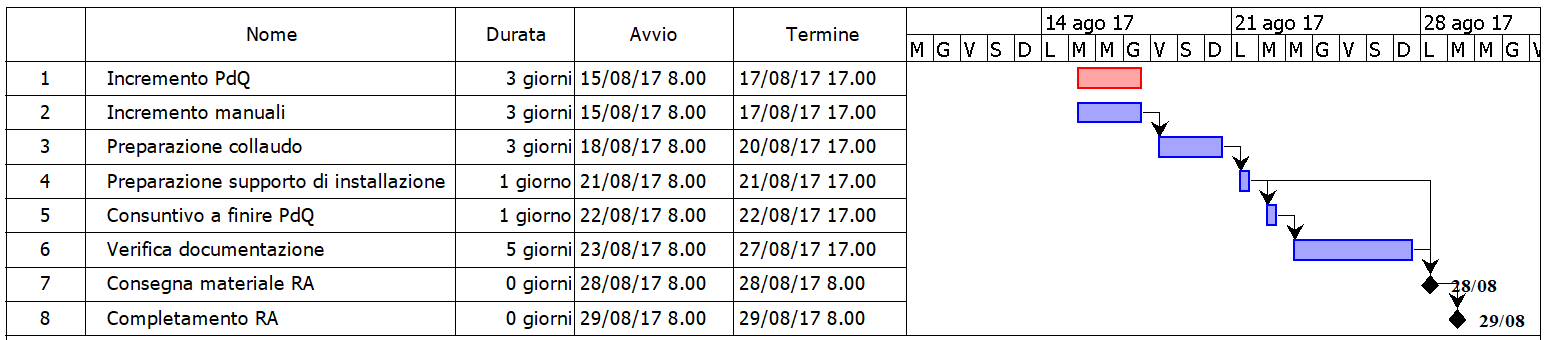 Nome Durata Avvio Termine 14 ago 17 21 ago 17 28 ago 17
M G V S D L M M G V S D L M M G V S D L M M G V
1 Incremento PdQ 3 giorni 15/08/17 8.00 17/08/17 17.00
2 Incremento manuali 3 giorni 15/08/17 8.00 17/08/17 17.00
3 Preparazione collaudo 3 giorni 18/08/17 8.00 20/08/17 17.00
4 Preparazione supporto di installazione 1 giorno 21/08/17 8.00 21/08/17 17.00
5 Consuntivo a finire PdQ 1 giorno 22/08/17 8.00 22/08/17 17.00
6 Verifica documentazione 5 giorni 23/08/17 8.00 27/08/17 17.00
7 Consegna materiale RA 0 giorni 28/08/17 8.00 28/08/17 8.00 28/08
8 Completamento RA 0 giorni 29/08/17 8.00 29/08/17 8.00 29/08